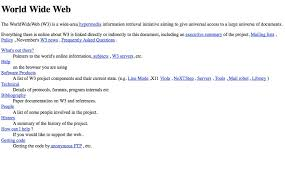 World Wide Web
The WorldWideWeb (W3) is a wide-area hypermedia information retrieval initiative aiming to give universal access to a large universe of documents.
Everything there is online about W3 is linked directly or indirectly to this document, including an executive summary of the project, Mailing lists ,
Policy , November's W3 news , Frequently Asked Questions .
What's out there?
Pointers to the world's online information, subjects , W3 servers, etc.
Help
on the browser you are using
Software Products
A list of W3 project components and their current state. (e.g. Line Mode ,X11 Viola , NeXTStep , Servers , Tools , Mail robot , Library )
Technical
Details of protocols, formats, program internals etc
Bibliography
Paper documentation on W3 and references.
People
A list of some people involved in the project.
History
A summary of the history of the project.
How can I help ?
If you would like to support the web..
Getting code
Getting the code by anonymous FTP , etc.